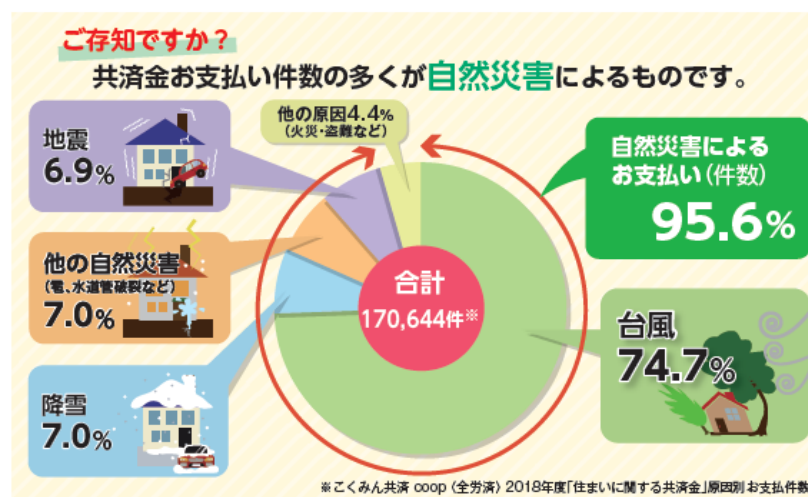 ご存知ですか？
共済金お支払い件数の多くが自然災害によるものです。
他の原因4.4%
(火災・盗難など)
地震
6.9%
自然災害による
お支払い(件数)
95.6%
他の自然災害
(雹、水道管破裂など)
7.0%
合計
170,644件※
台風
74.7%
降雪
7.0%
※こくみん共済 coop〈全労済〉2018年度「住まいに関する共済金」原因別お支払件数